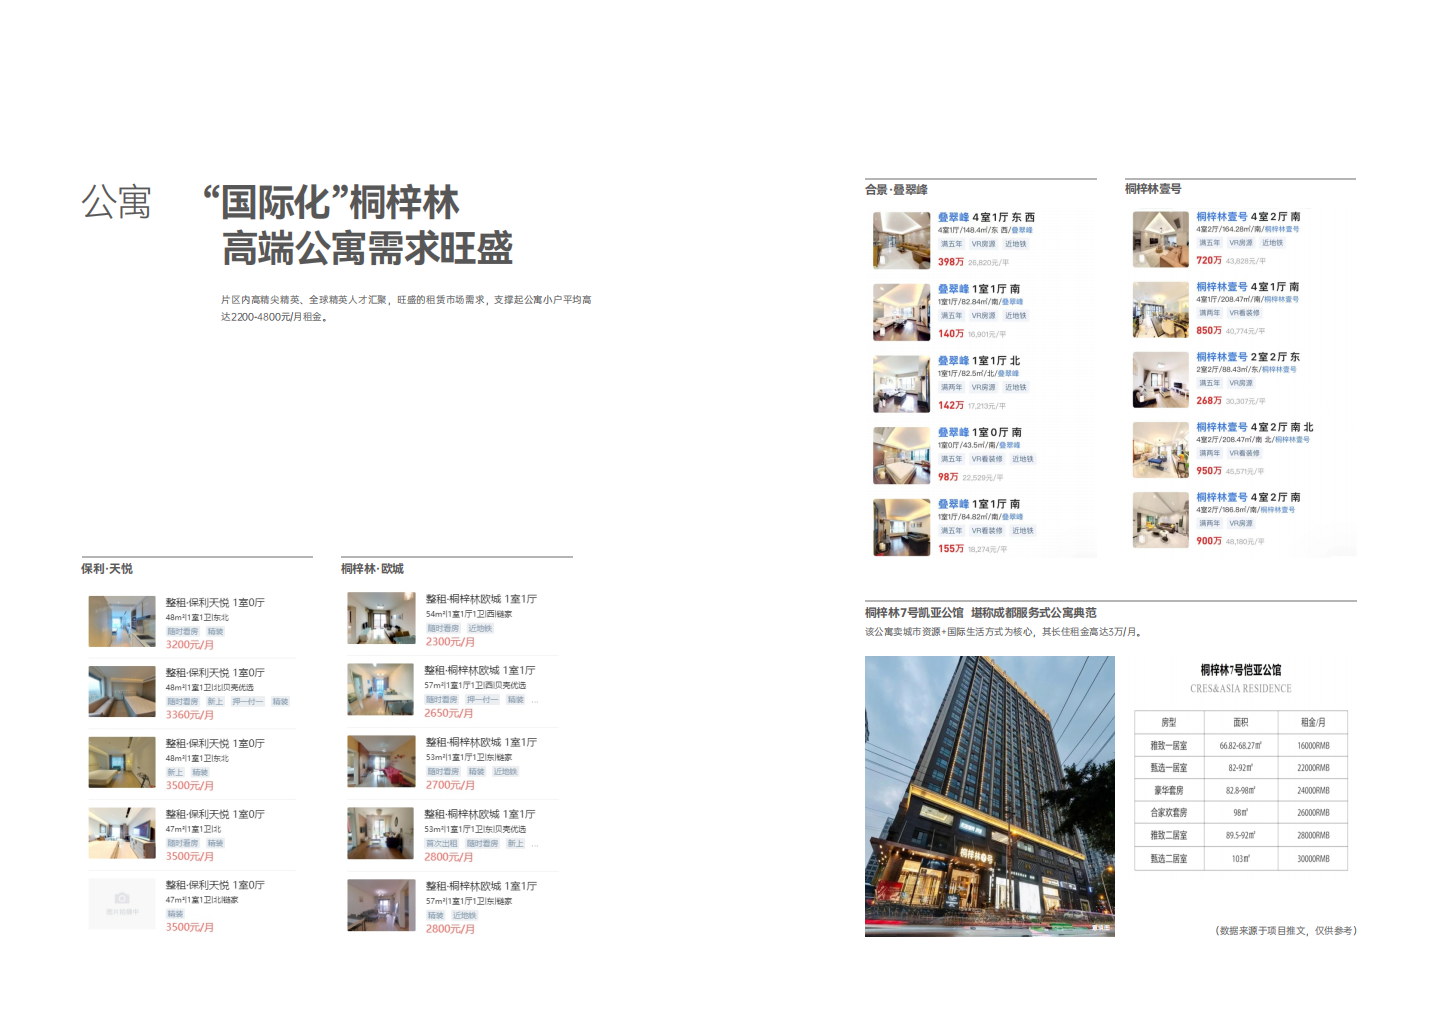 公寓
“国际化”桐梓林
高端公寓需求旺盛
片区内高精尖精英、全球精英人才汇聚，旺盛的租赁市场需求，支撑起公寓小户平均高
达2200-4800元/月租金。
保利·天悦
整租·保利天悦 1室0厅
48m²|1室1卫|东北
随时看房 精装
3200元/月
整租·保利天悦 1室0厅
48m²|1室1卫|北|贝壳优选
随时看房 新上 押一付一 精装
3360元/月
整租·保利天悦 1室0厅
48m²|1室1卫|东北
新上 精装
3500元/月
整租·保利天悦 1室0厅
47m²|1室1卫|北
随时看房 精装
3500元/月
整租·保利天悦 1室0厅
47m²|1室1卫|北|链家
精装
3500元/月
桐梓林·欧城
整租·桐梓林欧城 1室1厅
54m²|1室1厅1卫|西|链家
随时看房 近地铁
2300元/月
整租·桐梓林欧城 1室1厅
57m²|1室1厅1卫|西|贝壳优选
随时看房 押一付一 精装 ...
2650元/月
整租·桐梓林欧城 1室1厅
53m²|1室1厅1卫|东|链家
随时看房 精装 近地铁
2700元/月
整租·桐梓林欧城 1室1厅
53m²|1室1厅1卫|东|贝壳优选
首次出租 随时看房 新上 ...
2800元/月
整租·桐梓林欧城 1室1厅
57m²|1室1厅1卫|东|链家
精装 近地铁
2800元/月
合景·叠翠峰
叠翠峰 4室1厅 东 西
4室1厅/148.4㎡/东 西/叠翠峰
满五年 VR房源 近地铁
398万 26,820元/平
叠翠峰 1室1厅 南
1室1厅/82.84㎡/南/叠翠峰
满五年 VR房源 近地铁
140万 16,901元/平
叠翠峰 1室1厅 北
1室1厅/82.5㎡/北/叠翠峰
满两年 VR房源 近地铁
142万 17,213元/平
叠翠峰 1室0厅 南
1室0厅/43.5㎡/南/叠翠峰
满五年 VR看装修 近地铁
98万 22,529元/平
叠翠峰 1室1厅 南
1室1厅/84.82㎡/南/叠翠峰
满五年 VR看装修 近地铁
155万 18,274元/平
桐梓林壹号
桐梓林壹号 4室2厅 南
4室2厅/164.28㎡/南/桐梓林壹号
满五年 VR房源 近地铁
720万 43,828元/平
桐梓林壹号 4室1厅 南
4室1厅/208.47㎡/南/桐梓林壹号
满两年 VR看装修
850万 40,774元/平
桐梓林壹号 2室2厅 东
2室2厅/88.43㎡/东/桐梓林壹号
满五年 VR房源
268万 30,307元/平
桐梓林壹号 4室2厅 南 北
4室2厅/208.47㎡/南 北/桐梓林壹号
满两年 VR看装修
950万 45,571元/平
桐梓林壹号 4室2厅 南
4室2厅/186.8㎡/南/桐梓林壹号
满两年 VR房源
900万 48,180元/平
桐梓林7号凯亚公馆 堪称成都服务式公寓典范
该公寓卖城市资源+国际生活方式为核心，其长住租金高达3万/月。
桐梓林7号恺亚公馆
CRES&ASIA RESIDENCE
房型 面积 租金/月
雅致一居室 66.82-68.27㎡ 16000RMB
甄选一居室 82-92㎡ 22000RMB
豪华套房 82.8-98㎡ 24000RMB
合家欢套房 98㎡ 26000RMB
雅致二居室 89.5-92㎡ 28000RMB
甄选二居室 103㎡ 30000RMB
（数据来源于项目推文，仅供参考）